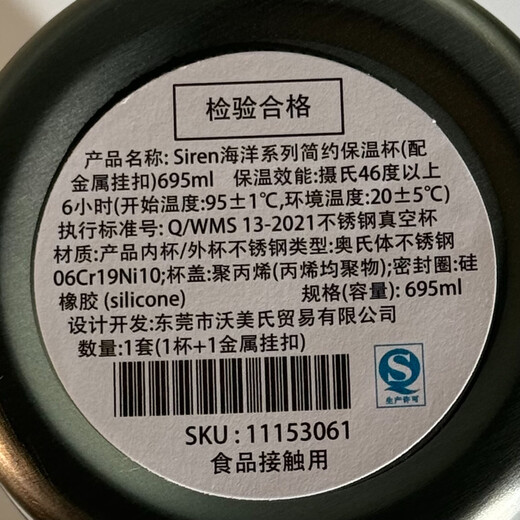 检验合格
产品名称: Siren海洋系列简约保温杯(配
金属挂扣)695ml 保温效能:摄氏46度以上
6小时(开始温度:95±1℃,环境温度:20±5℃)
执行标准号: Q/WMS 13-2021不锈钢真空杯
材质:产品内杯/外杯不锈钢类型:奥氏体不锈钢
06Cr19Ni10;杯盖:聚丙烯(丙烯均聚物);密封圈:硅
橡胶 (silicone) 规格(容量): 695ml
设计开发:东莞市沃美氏贸易有限公司
数量:1套(1杯+1金属挂扣)
生产许可
SKU : 11153061
食品接触用